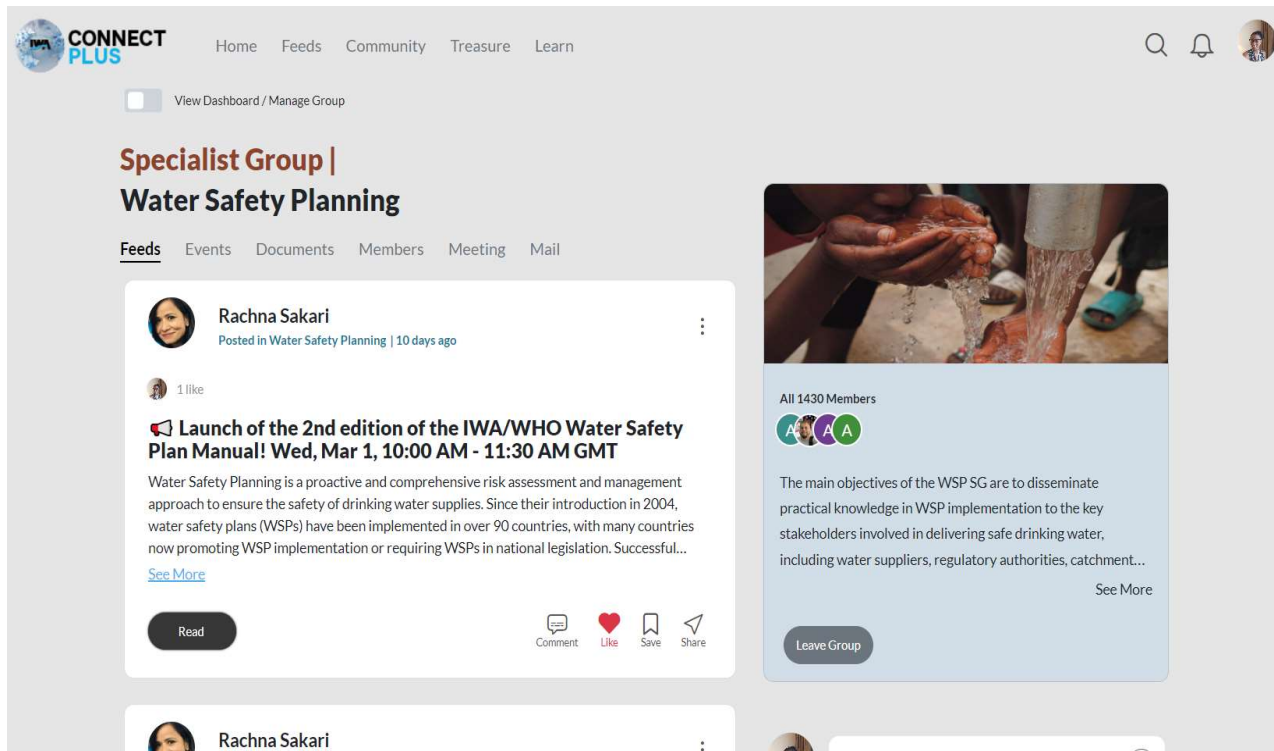 iwa
CONNECT
PLUS
Home Feeds Community Treasure Learn
View Dashboard / Manage Group
Specialist Group |
Water Safety Planning
Feeds Events Documents Members Meeting Mail
Rachna Sakari
Posted in Water Safety Planning | 10 days ago
1 like
Launch of the 2nd edition of the IWA/WHO Water Safety
Plan Manual! Wed, Mar 1, 10:00 AM - 11:30 AM GMT
Water Safety Planning is a proactive and comprehensive risk assessment and management
approach to ensure the safety of drinking water supplies. Since their introduction in 2004,
water safety plans (WSPs) have been implemented in over 90 countries, with many countries
now promoting WSP implementation or requiring WSPs in national legislation. Successful...
See More
Read
Comment Like Save Share
All 1430 Members
A A A
The main objectives of the WSP SG are to disseminate
practical knowledge in WSP implementation to the key
stakeholders involved in delivering safe drinking water,
including water suppliers, regulatory authorities, catchment...
See More
Leave Group
Rachna Sakari